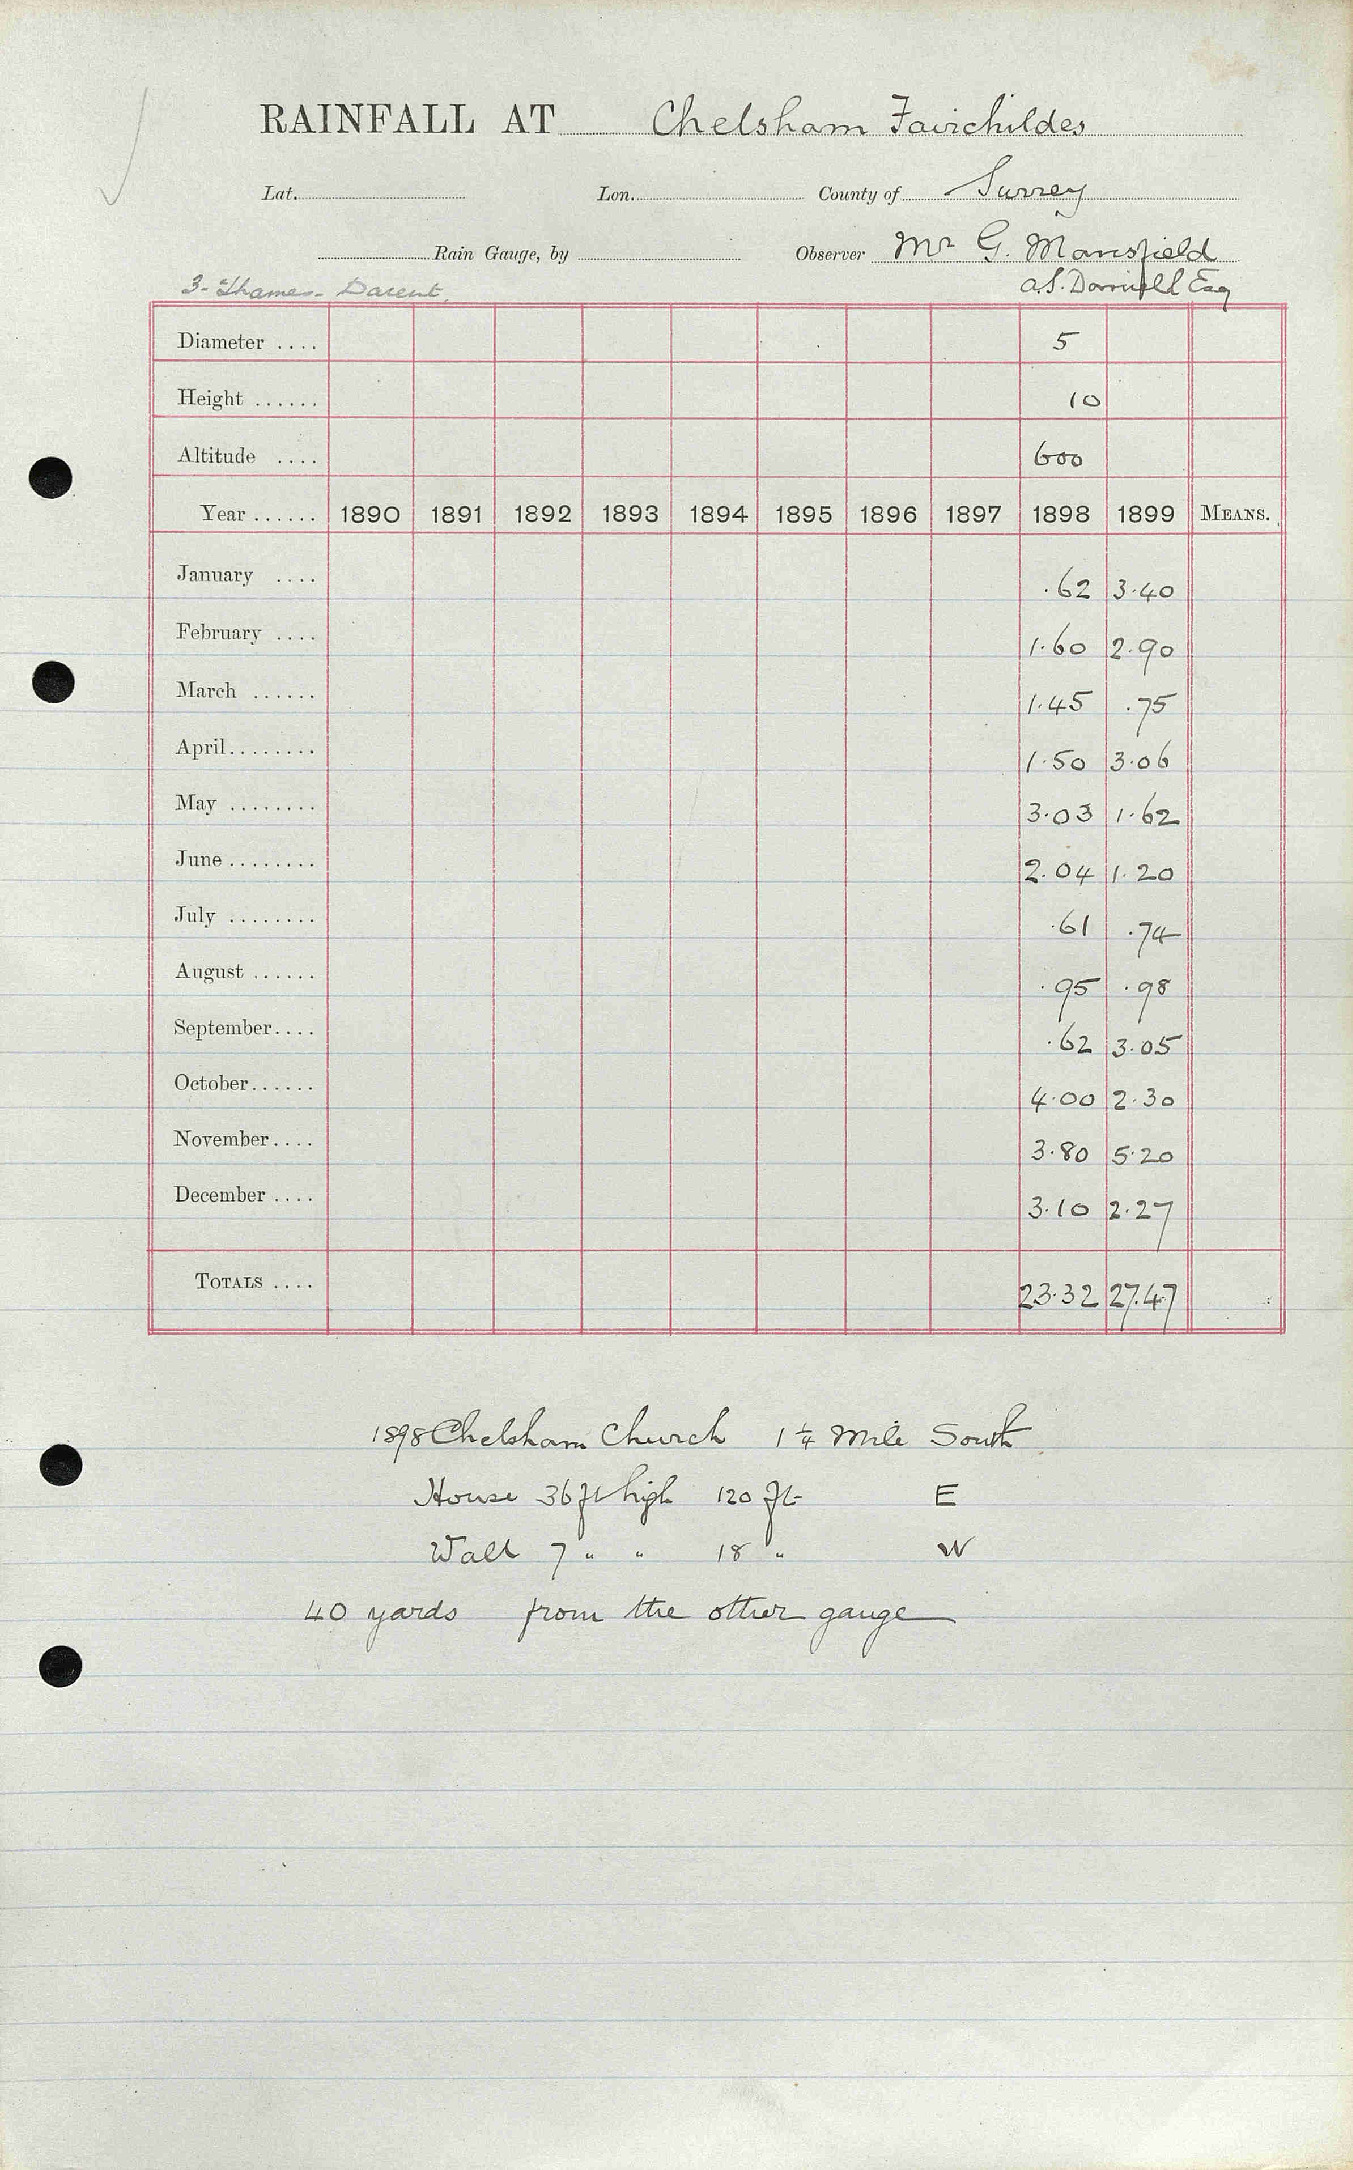 RAINFALL AT Chelsham Fairchildes
Lat. Lon. County of Surrey
Rain Gauge, by Observer Mr G. Mansfield
3- Thames - Darent. a.S. Esq
Diameter .... 5
Height ...... 10
Altitude .... 600
Year ...... 1890 1891 1892 1893 1894 1895 1896 1897 1898 1899 MEANS.
January .... .62 3.40
February .... 1.60 2.90
March ...... 1.45 .75
April........ 1.50 3.06
May ........ 3.03 1.62
June ........ 2.04 1.20
July ........ .61 .74
August ...... .95 .98
September.... .62 3.05
October...... 4.00 2.30
November.... 3.80 5.20
December .... 3.10 2.27
TOTALS .... 23.32 27.47
1898 Chelsham Church 1 1/4 Mile South
House 36 ft high 120 ft E
Wall 7 " " 18 " W
40 yards from the other gauge